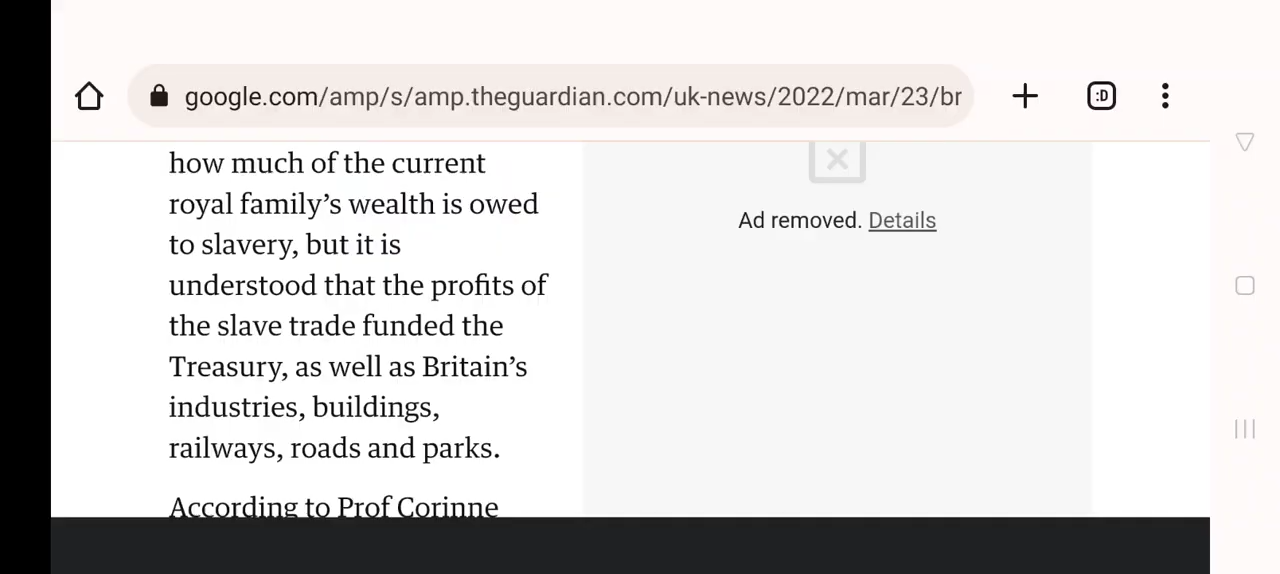 google.com/amp/s/amp.theguardian.com/uk-news/2022/mar/23/br
:D
how much of the current
royal family’s wealth is owed
to slavery, but it is
understood that the profits of
the slave trade funded the
Treasury, as well as Britain’s
industries, buildings,
railways, roads and parks.
According to Prof Corinne
Ad removed. Details